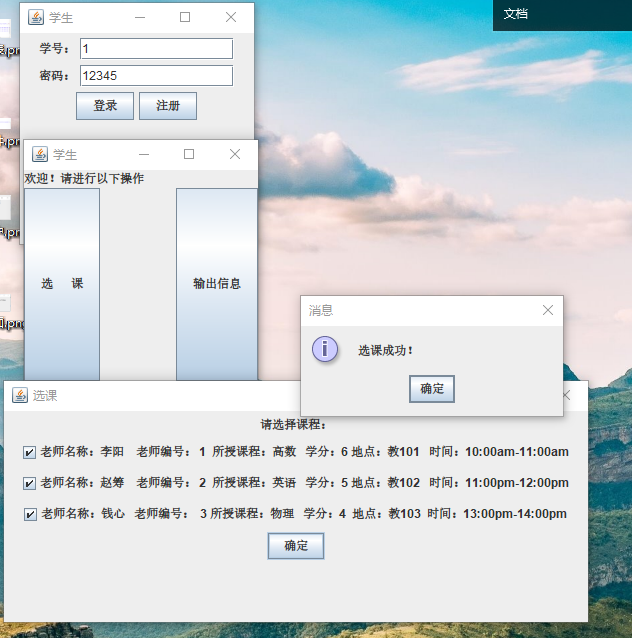 文档
学生
学号： 1
密码： 12345
登录 注册
学生
欢迎！请进行以下操作
选 课
输出信息
消息
选课成功！
确定
选课
请选择课程：
老师名称：李阳 老师编号： 1 所授课程：高数 学分：6 地点：教101 时间：10:00am-11:00am
老师名称：赵筹 老师编号： 2 所授课程：英语 学分：5 地点：教102 时间：11:00pm-12:00pm
老师名称：钱心 老师编号： 3 所授课程：物理 学分：4 地点：教103 时间：13:00pm-14:00pm
确定